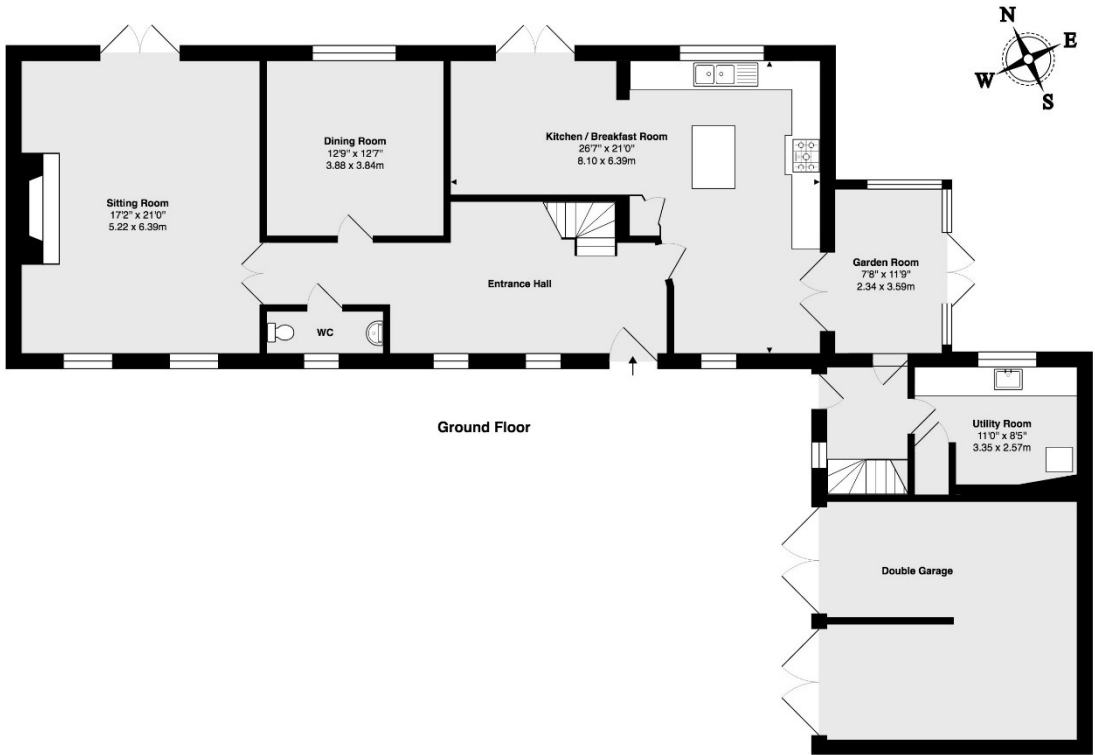 N
E
W
S
Sitting Room
17'2" x 21'0"
5.22 x 6.39m
Dining Room
12'9" x 12'7"
3.88 x 3.84m
Kitchen / Breakfast Room
26'7" x 21'0"
8.10 x 6.39m
Garden Room
7'8" x 11'9"
2.34 x 3.59m
Entrance Hall
WC
Ground Floor
Utility Room
11'0" x 8'5"
3.35 x 2.57m
Double Garage